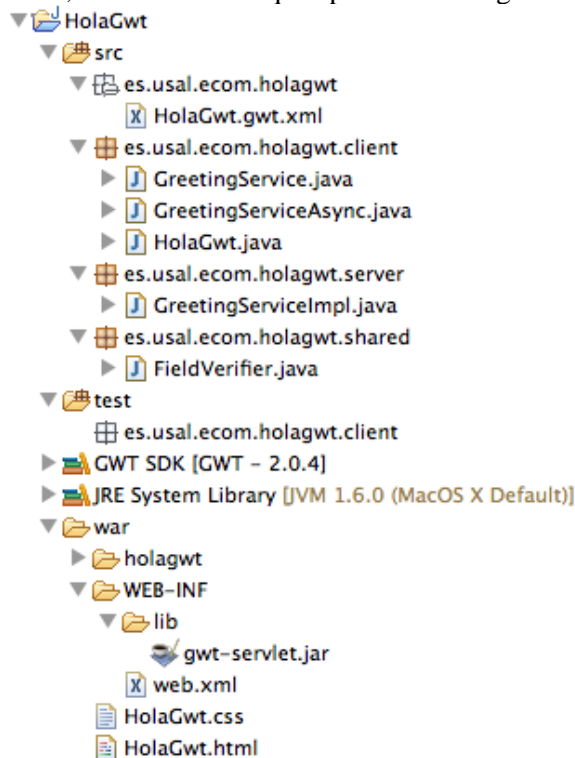 HolaGwt
src
es.usal.ecom.holagwt
HolaGwt.gwt.xml
es.usal.ecom.holagwt.client
GreetingService.java
GreetingServiceAsync.java
HolaGwt.java
es.usal.ecom.holagwt.server
GreetingServiceImpl.java
es.usal.ecom.holagwt.shared
FieldVerifier.java
test
es.usal.ecom.holagwt.client
GWT SDK [GWT - 2.0.4]
JRE System Library [JVM 1.6.0 (MacOS X Default)]
war
holagwt
WEB-INF
lib
gwt-servlet.jar
web.xml
HolaGwt.css
HolaGwt.html